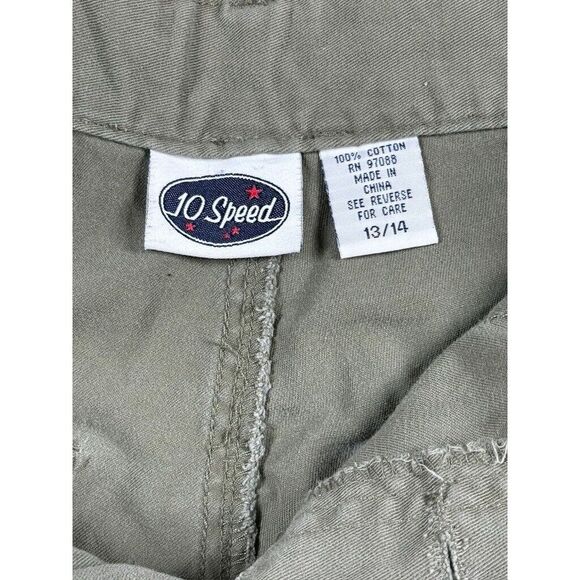 10 Speed
100% COTTON
RN 97088
MADE IN
CHINA
SEE REVERSE
FOR CARE
13/14